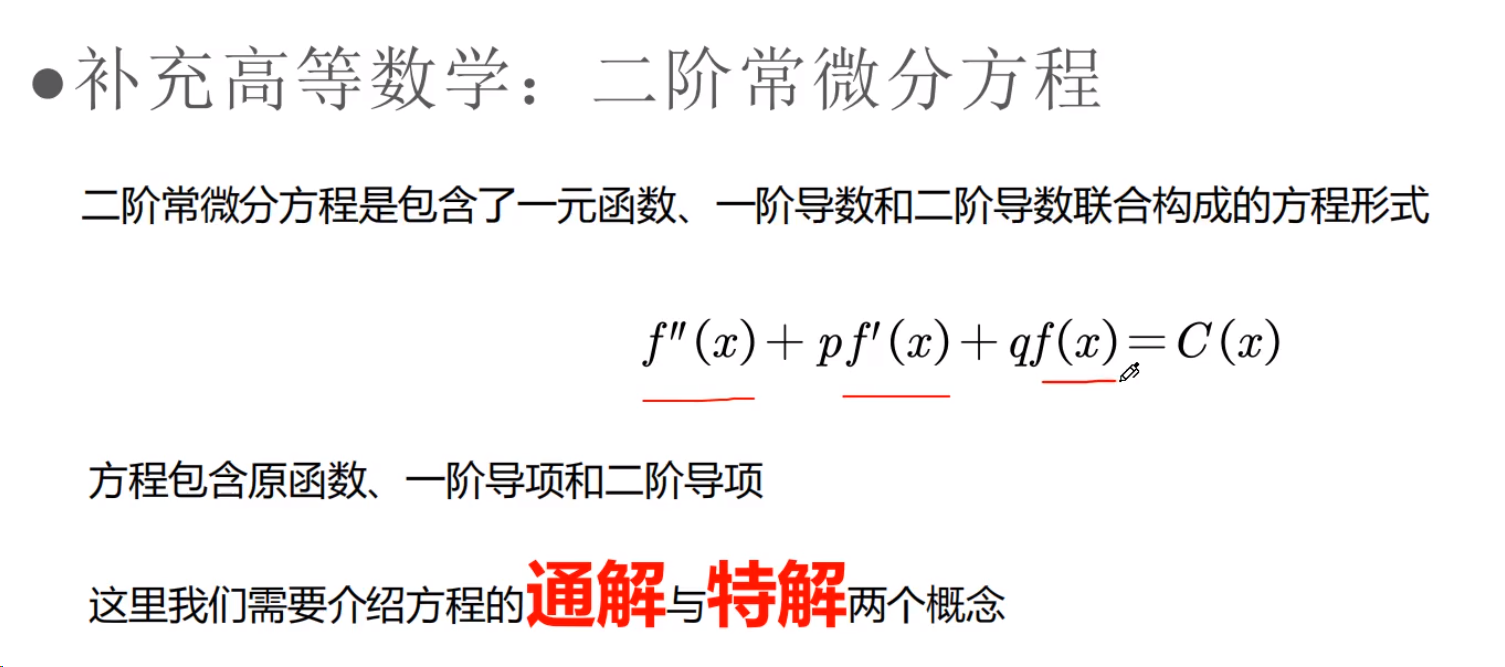 ●补充高等数学：二阶常微分方程
二阶常微分方程是包含了一元函数、一阶导数和二阶导数联合构成的方程形式
f″(x)+pf′(x)+qf(x)=C(x)
方程包含原函数、一阶导项和二阶导项
这里我们需要介绍方程的通解与特解两个概念